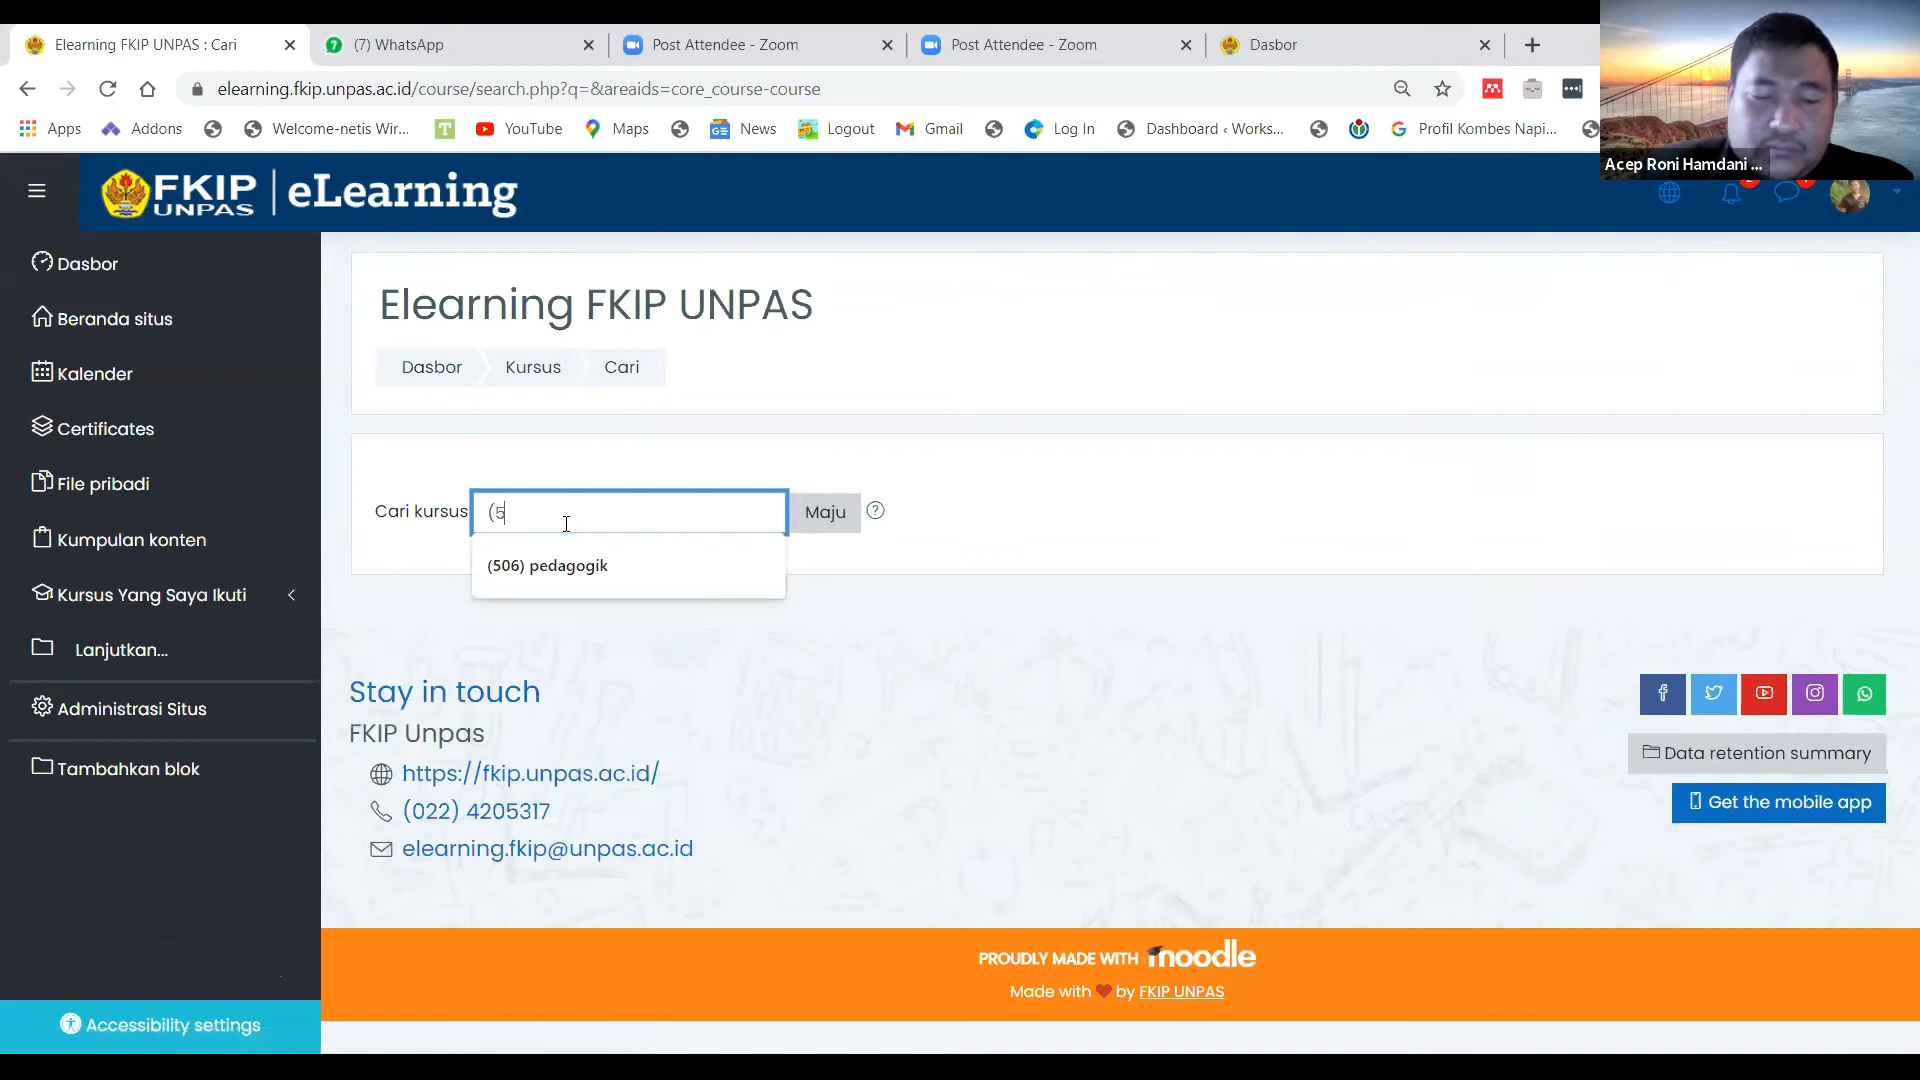 Elearning FKIP UNPAS : Cari
(7) WhatsApp
Post Attendee - Zoom
Post Attendee - Zoom
Dasbor
elearning.fkip.unpas.ac.id/course/search.php?q=&areaids=core_course-course
Apps
Addons
Welcome-netis Wir...
YouTube
Maps
News
Logout
Gmail
Log In
Dashboard ‹ Works...
Profil Kombes Napi...
Acep Roni Hamdani ...
FKIP UNPAS | eLearning
Dasbor
Beranda situs
Kalender
Certificates
File pribadi
Kumpulan konten
Kursus Yang Saya Ikuti
Lanjutkan...
Administrasi Situs
Tambahkan blok
Accessibility settings
Elearning FKIP UNPAS
Dasbor
Kursus
Cari
Cari kursus
(5
Maju
(506) pedagogik
Stay in touch
FKIP Unpas
https://fkip.unpas.ac.id/
(022) 4205317
elearning.fkip@unpas.ac.id
Data retention summary
Get the mobile app
PROUDLY MADE WITH moodle
Made with ❤ by FKIP UNPAS